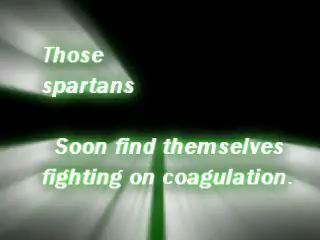 Those
spartans
Soon find themselves
fighting on coagulation.